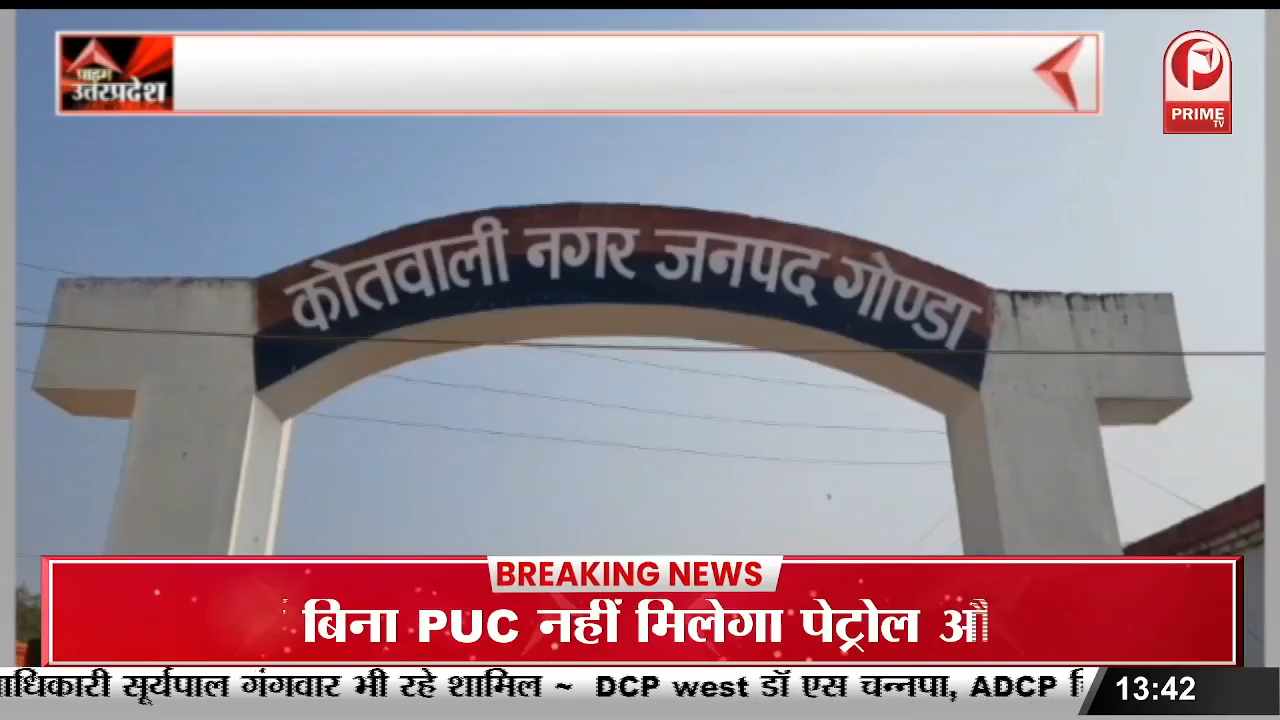 प्राइम
उत्तरप्रदेश
PRIME
TV
कोतवाली नगर जनपद गोण्डा
BREAKING NEWS
बिना PUC नहीं मिलेगा पेट्रोल
सूर्यपाल गंगवार भी रहे शामिल ~ DCP west डॉ एस चन्नपा, ADCP
13:42